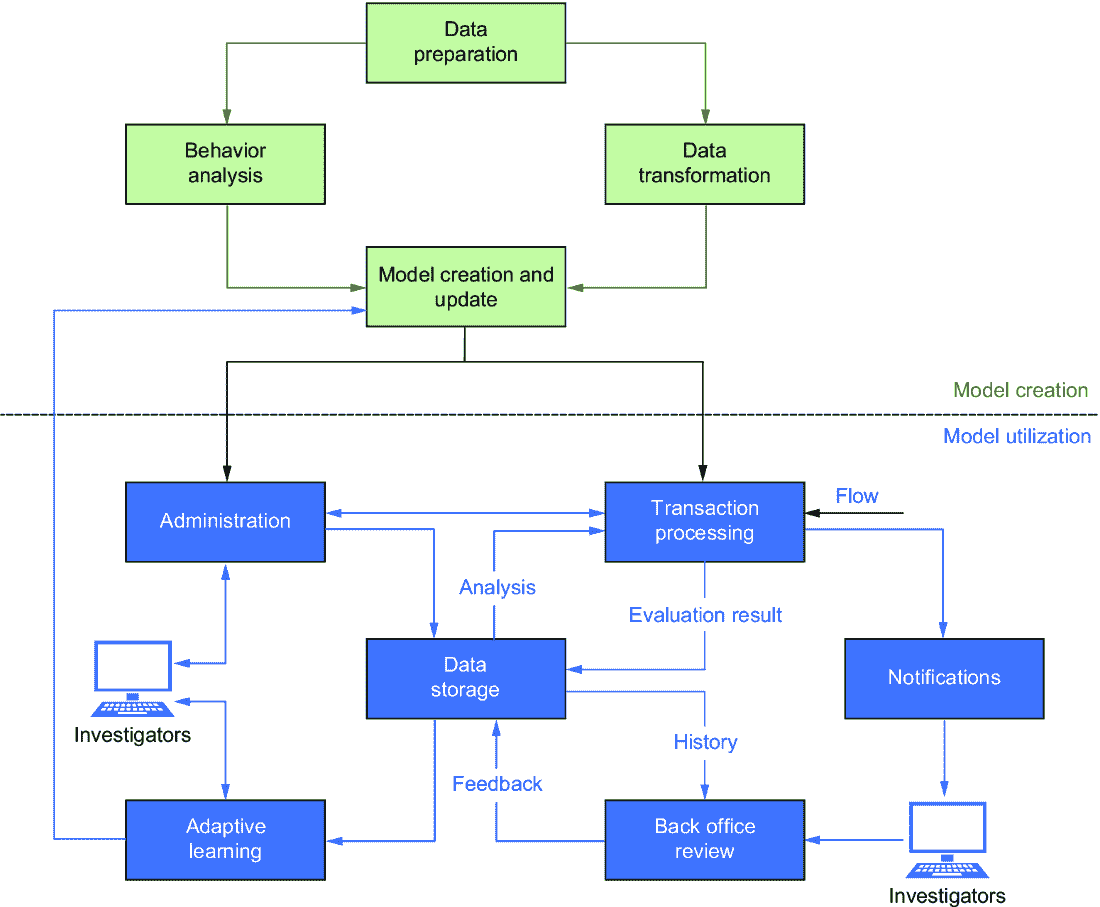 Data
preparation
Behavior
analysis
Data
transformation
Model creation and
update
Model creation
Model utilization
Administration
Transaction
processing
Flow
Analysis
Evaluation result
Data
storage
Notifications
Investigators
History
Feedback
Adaptive
learning
Back office
review
Investigators